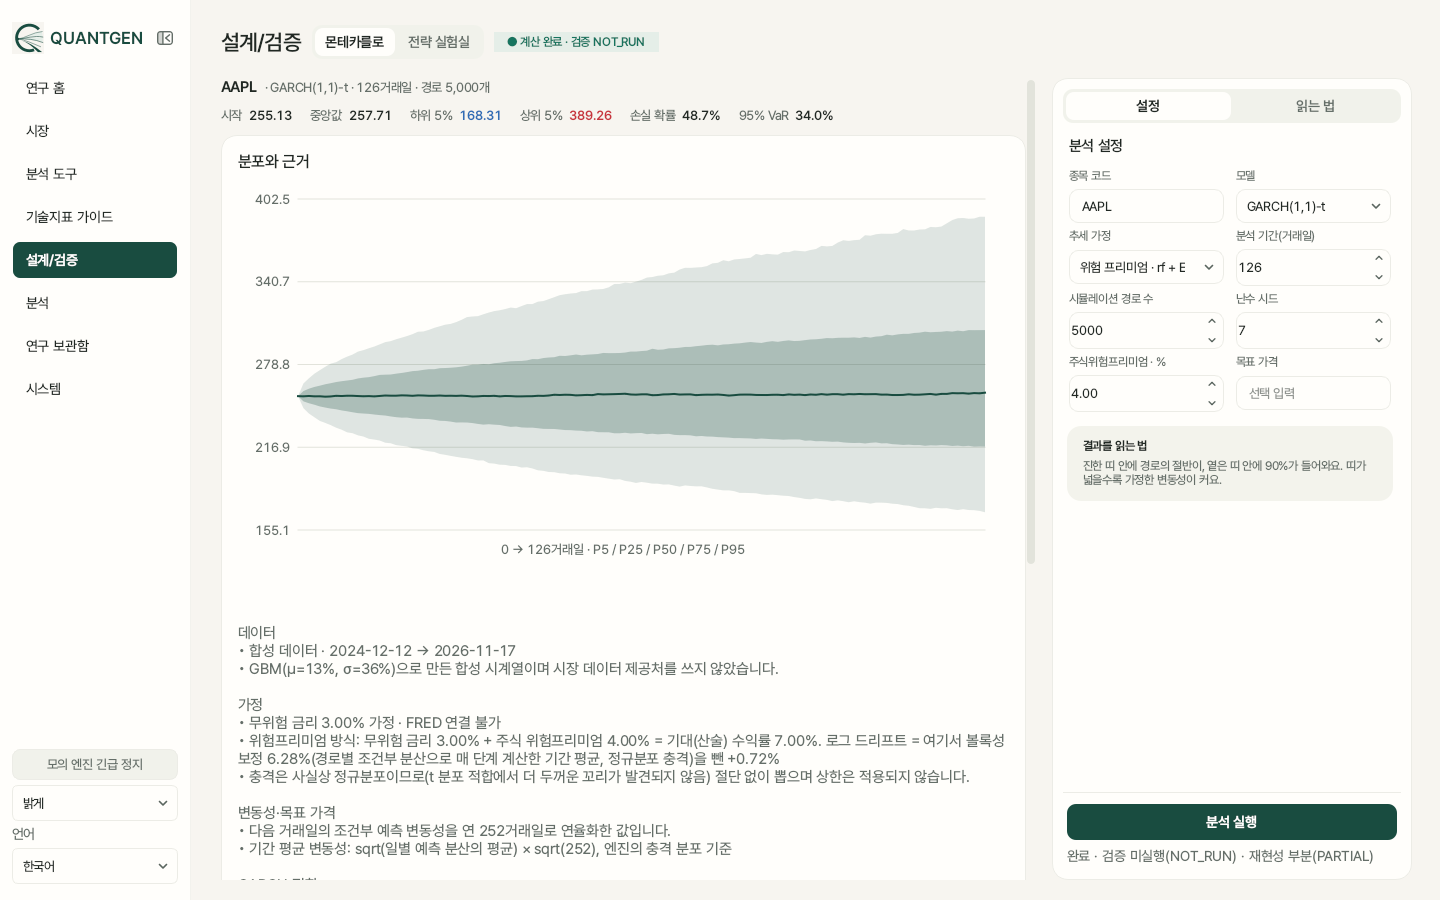 QUANTGEN
연구 홈
시장
분석 도구
기술지표 가이드
설계/검증
분석
연구 보관함
시스템
모의 엔진 긴급 정지
밝게
언어
한국어
설계/검증
몬테카를로
전략 실험실
● 계산 완료 · 검증 NOT_RUN
AAPL · GARCH(1,1)-t · 126거래일 · 경로 5,000개
시작 255.13 중앙값 257.71 하위 5% 168.31 상위 5% 389.26 손실 확률 48.7% 95% VaR 34.0%
분포와 근거
402.5
340.7
278.8
216.9
155.1
0 → 126거래일 · P5 / P25 / P50 / P75 / P95
데이터
• 합성 데이터 · 2024-12-12 → 2026-11-17
• GBM(μ=13%, σ=36%)으로 만든 합성 시계열이며 시장 데이터 제공처를 쓰지 않았습니다.
가정
• 무위험 금리 3.00% 가정 · FRED 연결 불가
• 위험프리미엄 방식: 무위험 금리 3.00% + 주식 위험프리미엄 4.00% = 기대(산술) 수익률 7.00%. 로그 드리프트 = 여기서 볼록성
보정 6.28%(경로별 조건부 분산으로 매 단계 계산한 기간 평균, 정규분포 충격)을 뺀 +0.72%
• 충격은 사실상 정규분포이므로(t 분포 적합에서 더 두꺼운 꼬리가 발견되지 않음) 절단 없이 뽑으며 상한은 적용되지 않습니다.
변동성·목표 가격
• 다음 거래일의 조건부 예측 변동성을 연 252거래일로 연율화한 값입니다.
• 기간 평균 변동성: sqrt(일별 예측 분산의 평균) × sqrt(252), 엔진의 충격 분포 기준
설정
읽는 법
분석 설정
종목 코드
모델
AAPL
GARCH(1,1)-t
추세 가정
분석 기간(거래일)
위험 프리미엄 · rf + E
126
시뮬레이션 경로 수
난수 시드
5000
7
주식위험프리미엄 · %
목표 가격
4.00
선택 입력
결과를 읽는 법
진한 띠 안에 경로의 절반이, 옅은 띠 안에 90%가 들어와요. 띠가
넓을수록 가정한 변동성이 커요.
분석 실행
완료 · 검증 미실행(NOT_RUN) · 재현성 부분(PARTIAL)